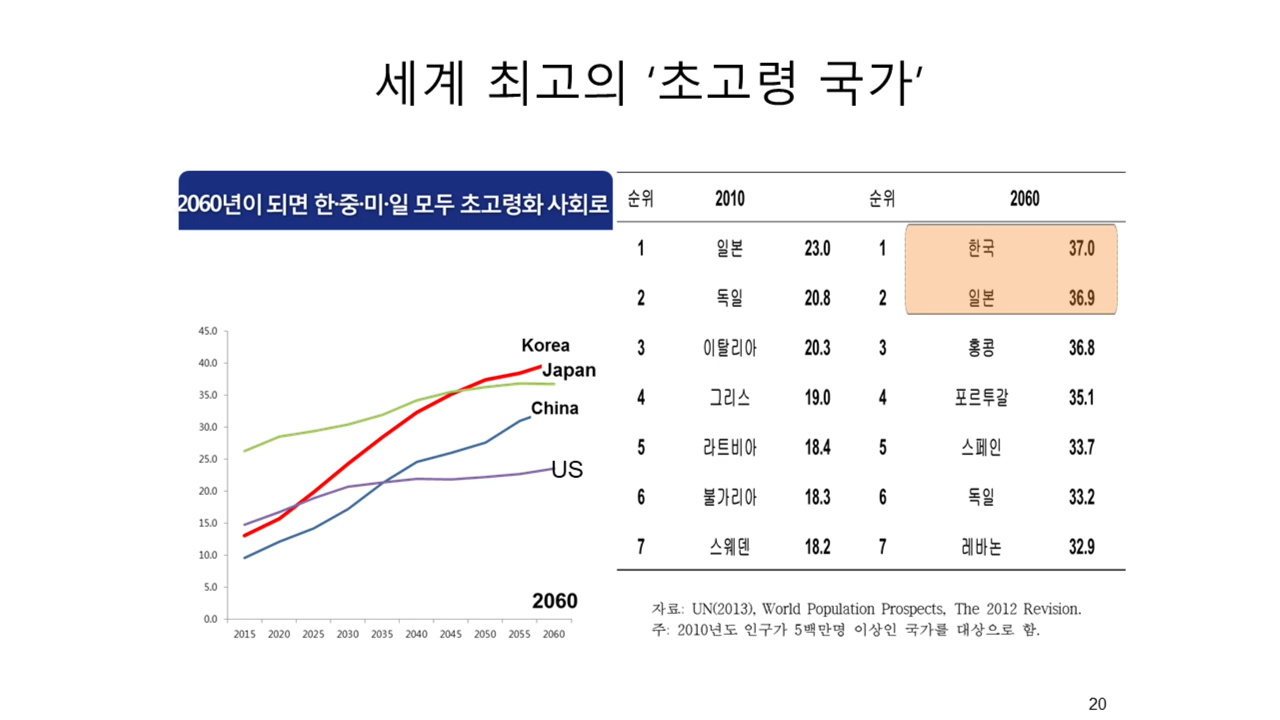 세계 최고의 ‘초고령 국가’
2060년이 되면 한·중·미·일 모두 초고령화 사회로
45.0
40.0
35.0
30.0
25.0
20.0
15.0
10.0
5.0
0.0
Korea
Japan
China
US
2060
2015 2020 2025 2030 2035 2040 2045 2050 2055 2060
순위 2010 순위 2060
1 일본 23.0 1 한국 37.0
2 독일 20.8 2 일본 36.9
3 이탈리아 20.3 3 홍콩 36.8
4 그리스 19.0 4 포르투갈 35.1
5 라트비아 18.4 5 스페인 33.7
6 불가리아 18.3 6 독일 33.2
7 스웨덴 18.2 7 레바논 32.9
자료: UN(2013), World Population Prospects, The 2012 Revision.
주: 2010년도 인구가 5백만명 이상인 국가를 대상으로 함.
20